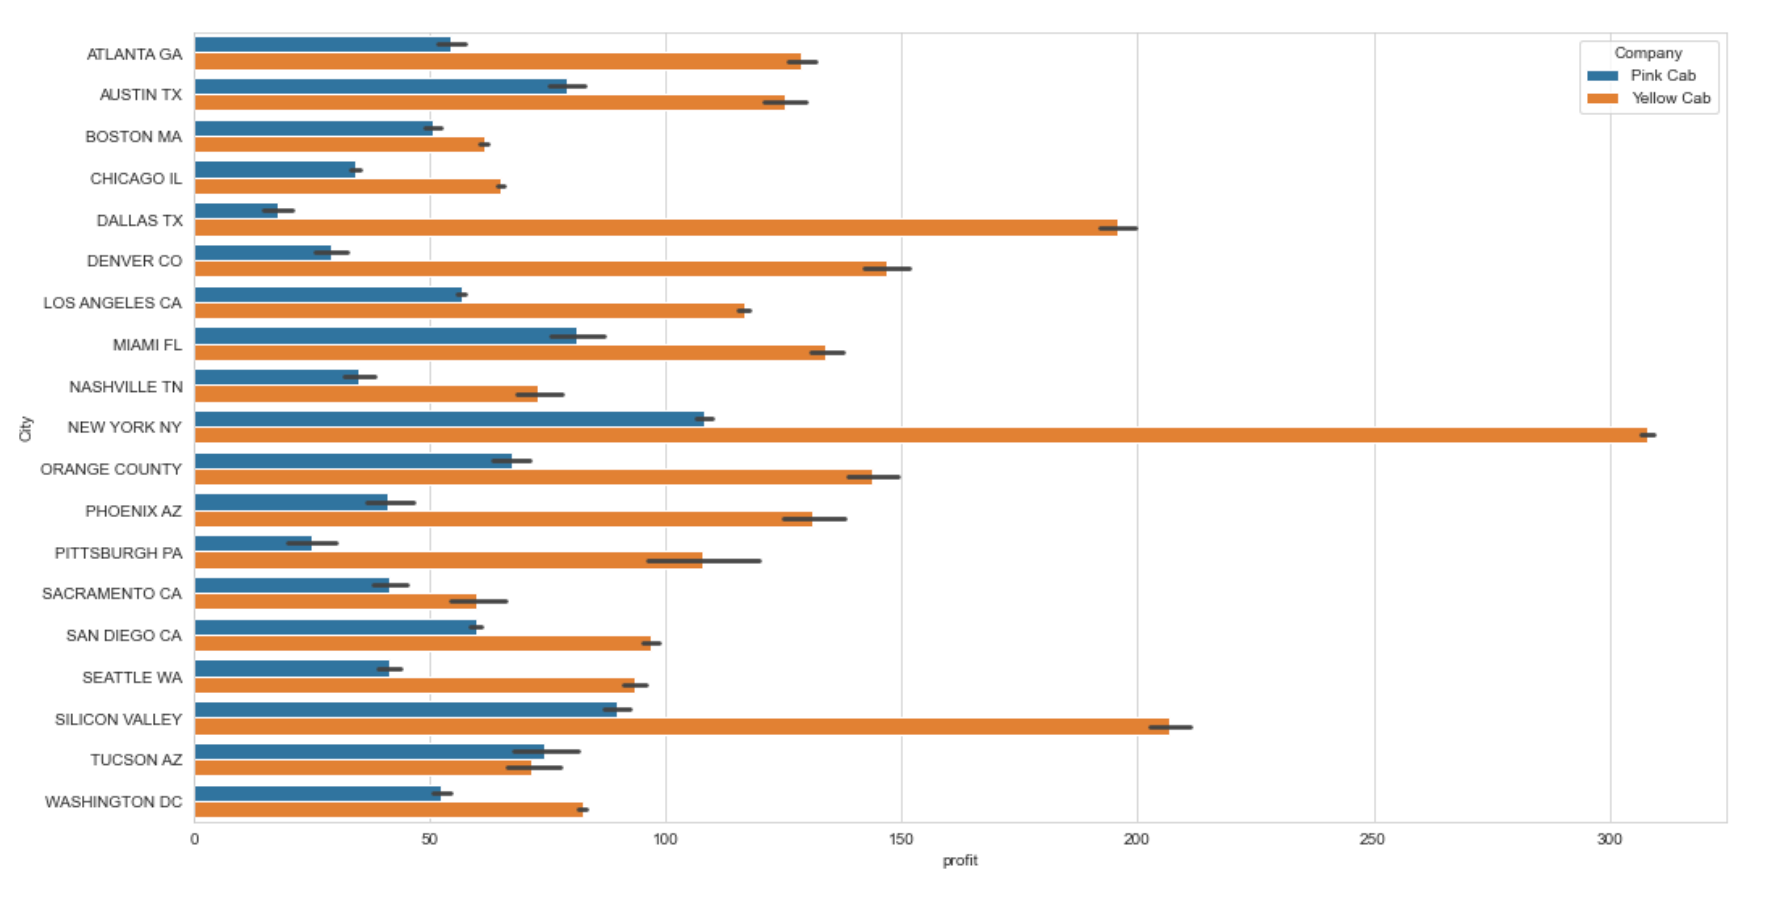 Company
Pink Cab
Yellow Cab
ATLANTA GA
AUSTIN TX
BOSTON MA
CHICAGO IL
DALLAS TX
DENVER CO
LOS ANGELES CA
MIAMI FL
NASHVILLE TN
NEW YORK NY
ORANGE COUNTY
PHOENIX AZ
PITTSBURGH PA
SACRAMENTO CA
SAN DIEGO CA
SEATTLE WA
SILICON VALLEY
TUCSON AZ
WASHINGTON DC
City
0 50 100 150 200 250 300
profit